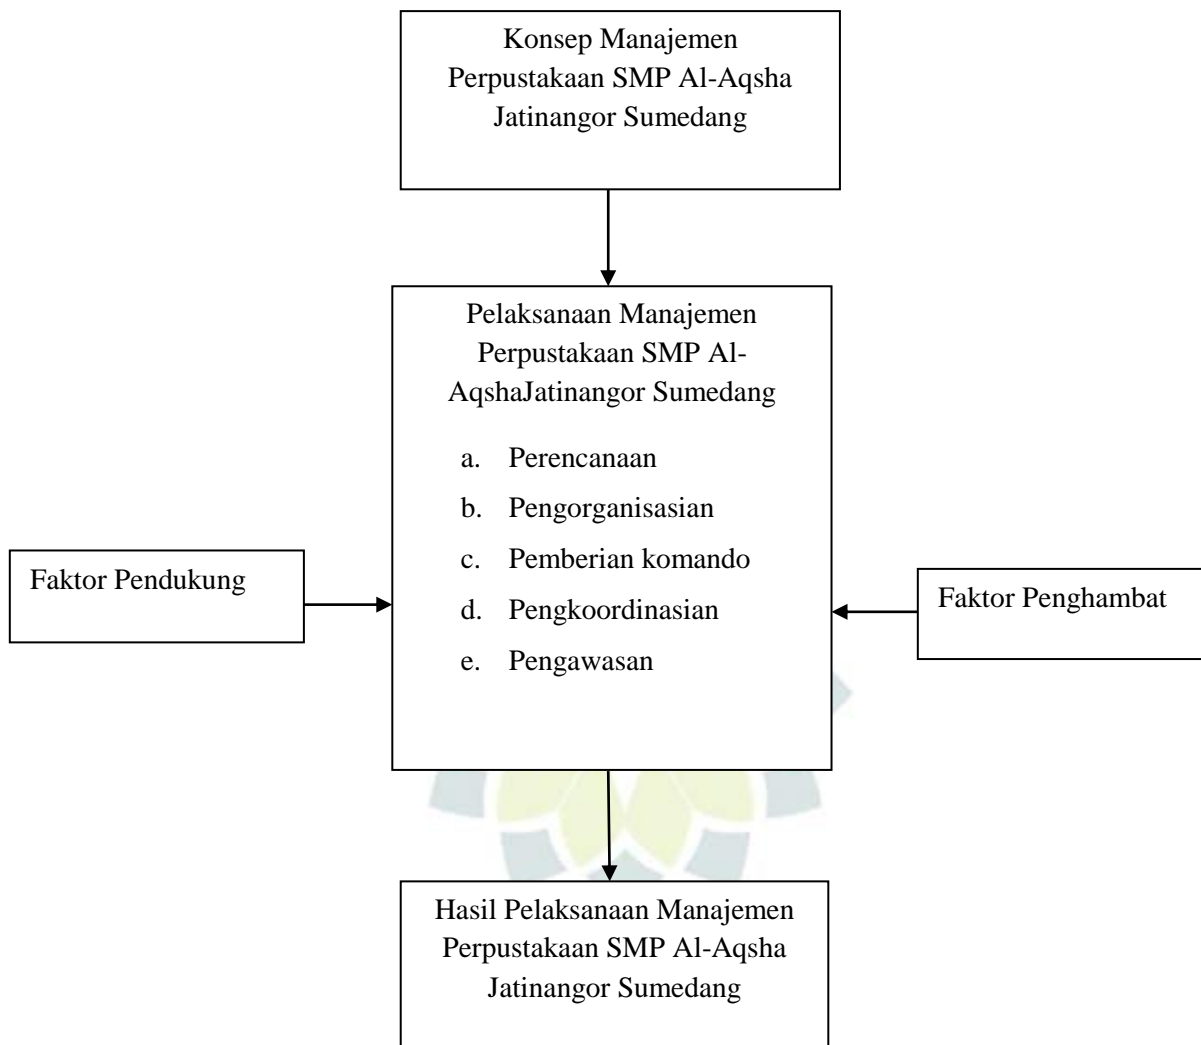 Konsep Manajemen
Perpustakaan SMP Al-Aqsha
Jatinangor Sumedang
Pelaksanaan Manajemen
Perpustakaan SMP Al-
AqshaJatinangor Sumedang
a. Perencanaan
b. Pengorganisasian
c. Pemberian komando
d. Pengkoordinasian
e. Pengawasan
Faktor Pendukung
Faktor Penghambat
Hasil Pelaksanaan Manajemen
Perpustakaan SMP Al-Aqsha
Jatinangor Sumedang